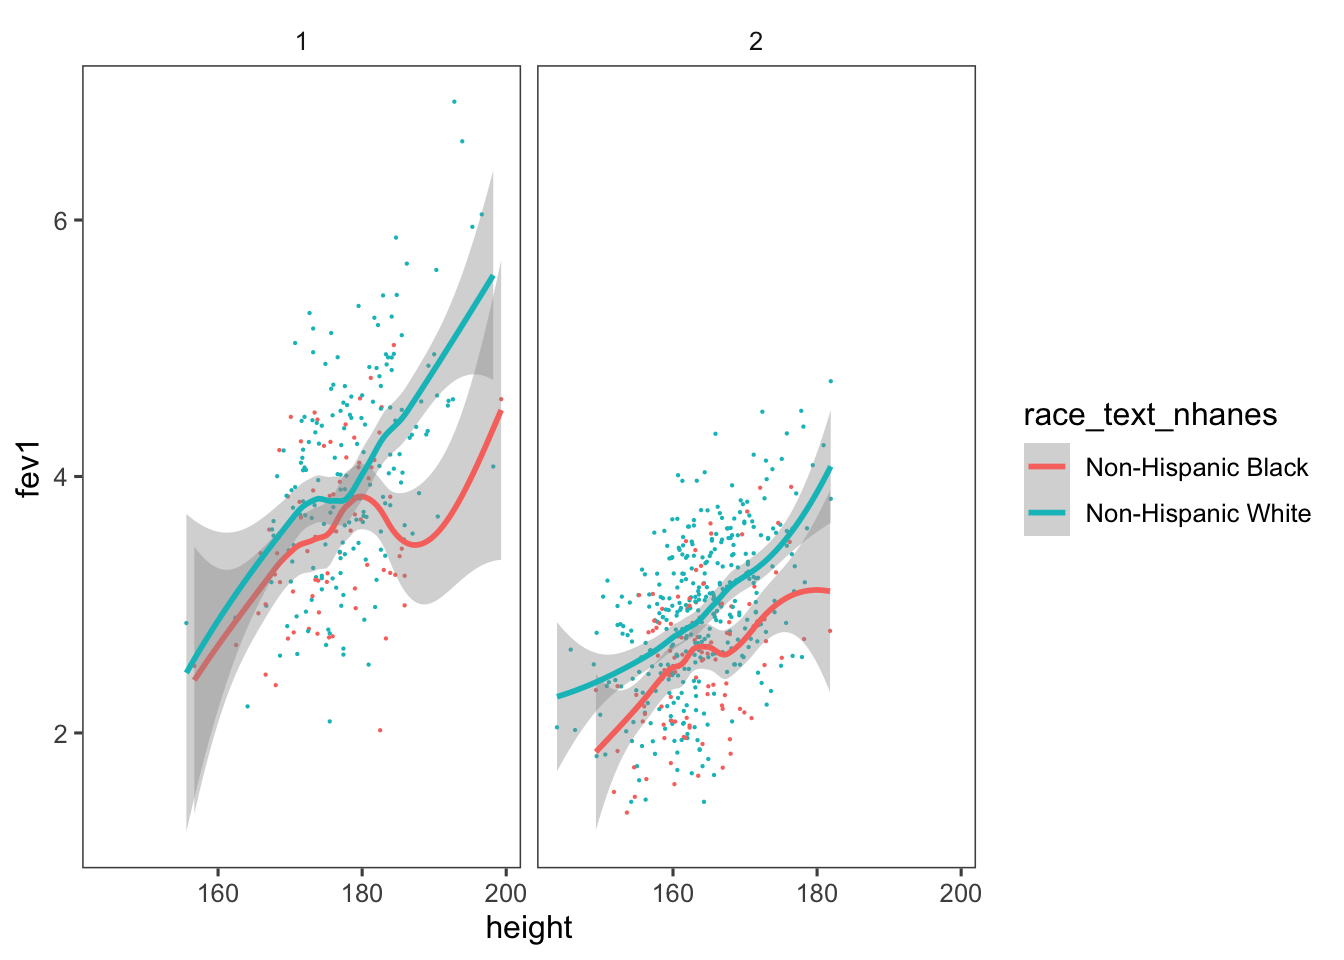 1 2
6
4
2
fev1
160 180 200 160 180 200
height
race_text_nhanes
Non-Hispanic Black
Non-Hispanic White